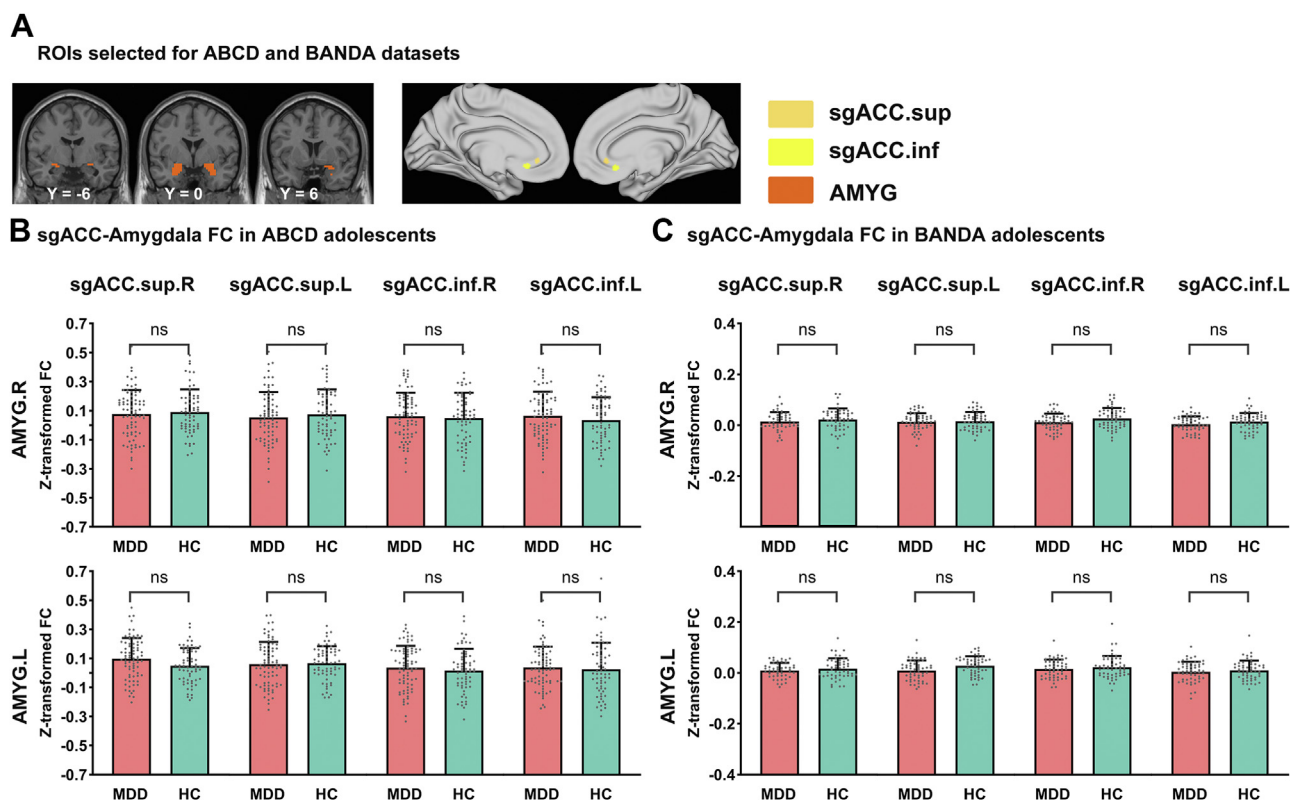 A
ROIs selected for ABCD and BANDA datasets
Y = -6
Y = 0
Y = 6
sgACC.sup
sgACC.inf
AMYG
B sgACC-Amygdala FC in ABCD adolescents
sgACC.sup.R sgACC.sup.L sgACC.inf.R sgACC.inf.L
AMYG.R
Z-transformed FC
0.7
0.5
0.3
0.1
-0.1
-0.3
-0.5
-0.7
ns ns ns ns
MDD HC MDD HC MDD HC MDD HC
AMYG.L
Z-transformed FC
0.7
0.5
0.3
0.1
-0.1
-0.3
-0.5
-0.7
ns ns ns ns
MDD HC MDD HC MDD HC MDD HC
C sgACC-Amygdala FC in BANDA adolescents
sgACC.sup.R sgACC.sup.L sgACC.inf.R sgACC.inf.L
AMYG.R
Z-transformed FC
0.4
0.2
0.0
-0.2
ns ns ns ns
MDD HC MDD HC MDD HC MDD HC
AMYG.L
Z-transformed FC
0.4
0.2
0.0
-0.2
-0.4
ns ns ns ns
MDD HC MDD HC MDD HC MDD HC